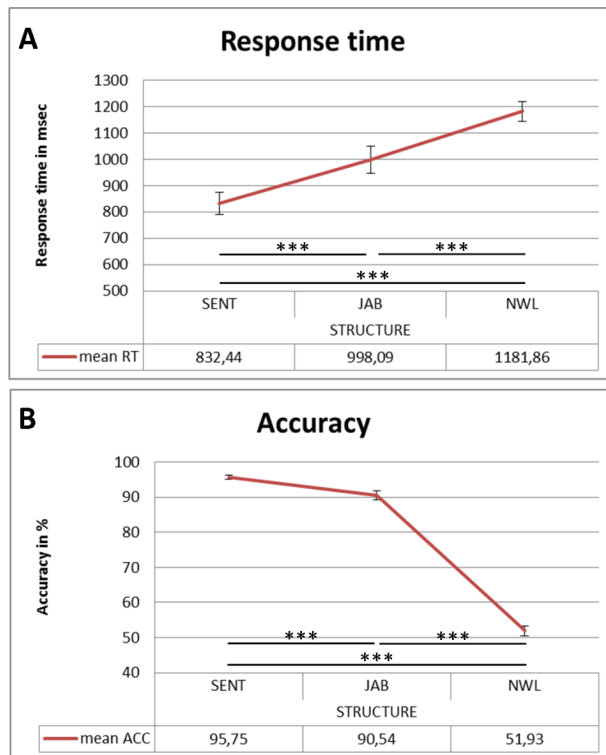 A
Response time
Response time in msec
1300
1200
1100
1000
900
800
700
600
500
*** ***
***
SENT JAB NWL
STRUCTURE
mean RT 832,44 998,09 1181,86
B
Accuracy
Accuracy in %
100
90
80
70
60
50
40
*** ***
***
SENT JAB NWL
STRUCTURE
mean ACC 95,75 90,54 51,93